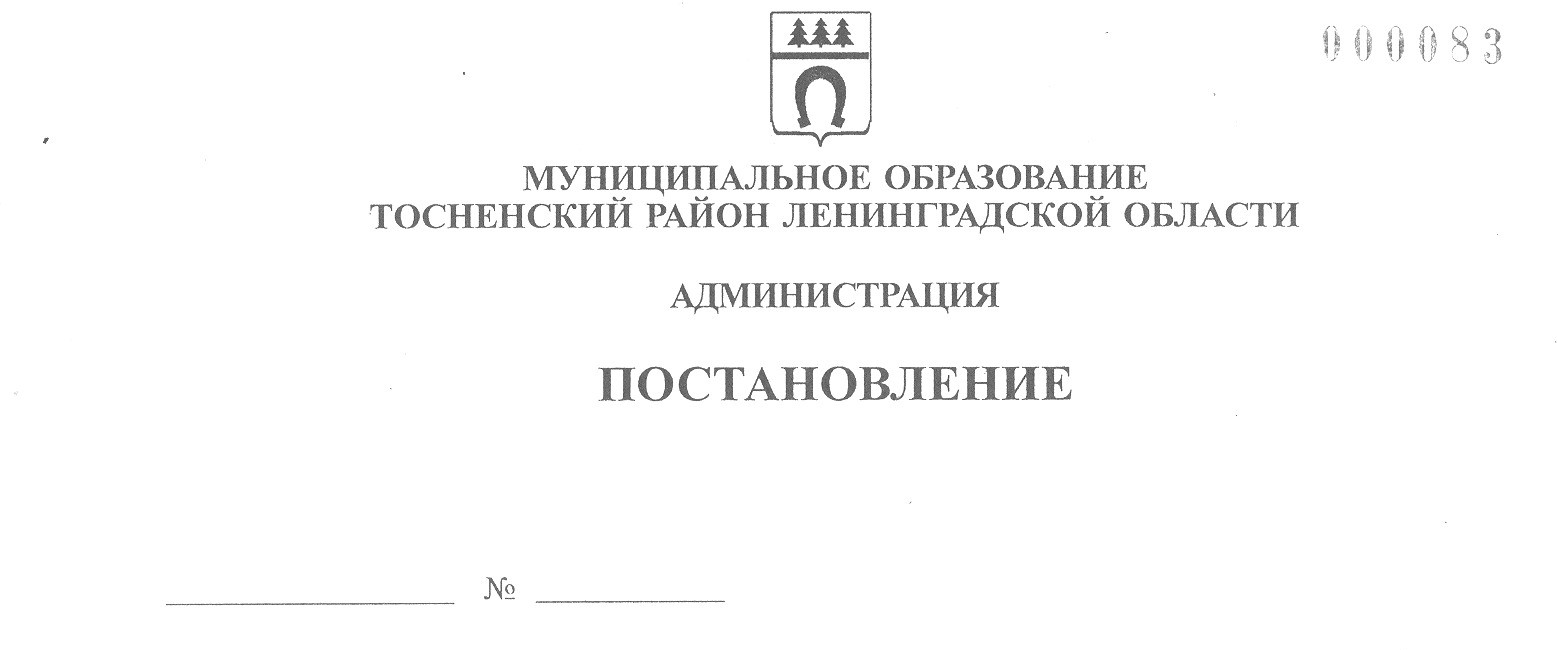 000083
МУНИЦИПАЛЬНОЕ ОБРАЗОВАНИЕ
ТОСНЕНСКИЙ РАЙОН ЛЕНИНГРАДСКОЙ ОБЛАСТИ
АДМИНИСТРАЦИЯ
ПОСТАНОВЛЕНИЕ
№